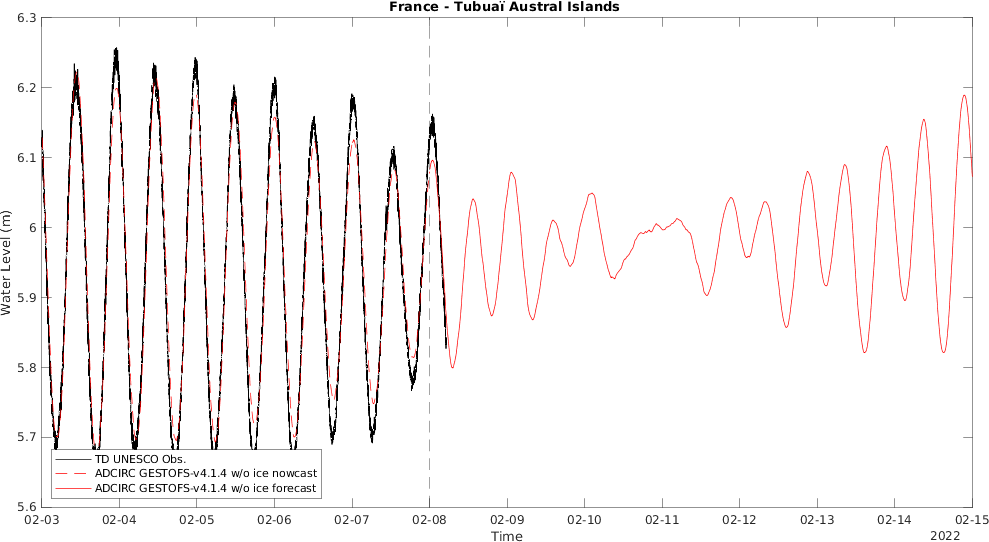 France - Tubuaï Austral Islands
6.3
6.2
6.1
6
5.9
5.8
5.7
5.6
Water Level (m)
TD UNESCO Obs.
ADCIRC GESTOFS-v4.1.4 w/o ice nowcast
ADCIRC GESTOFS-v4.1.4 w/o ice forecast
02-03 02-04 02-05 02-06 02-07 02-08 02-09 02-10 02-11 02-12 02-13 02-14 02-15
Time
2022